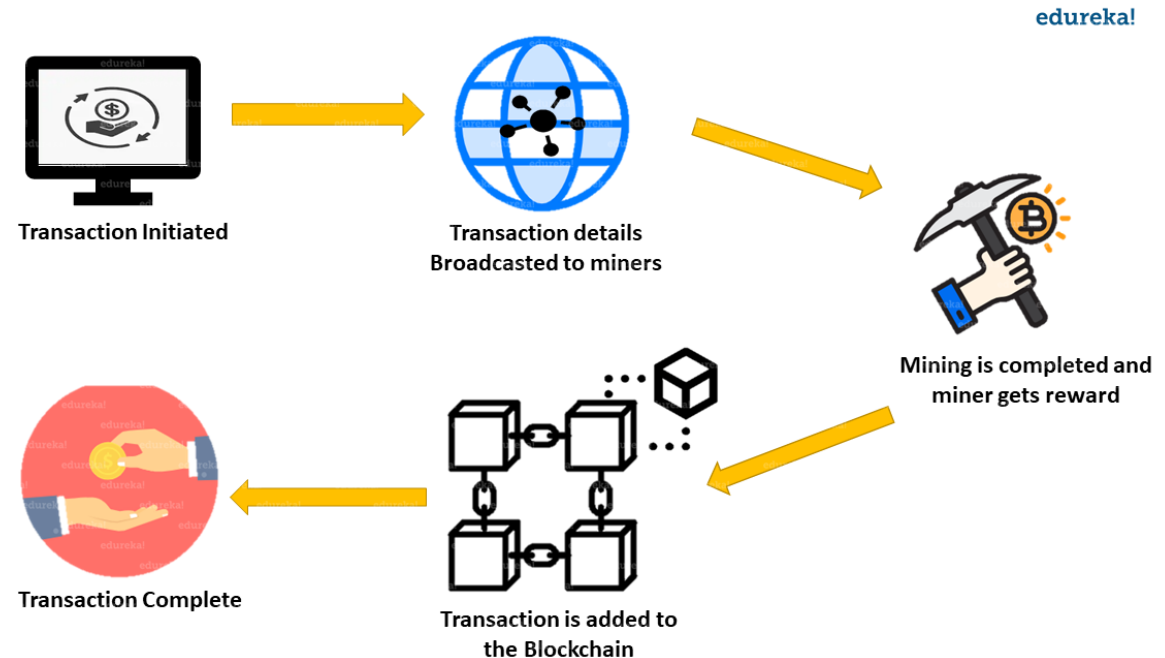 edureka!
Transaction Initiated
Transaction details
Broadcasted to miners
Mining is completed and
miner gets reward
Transaction is added to
the Blockchain
Transaction Complete